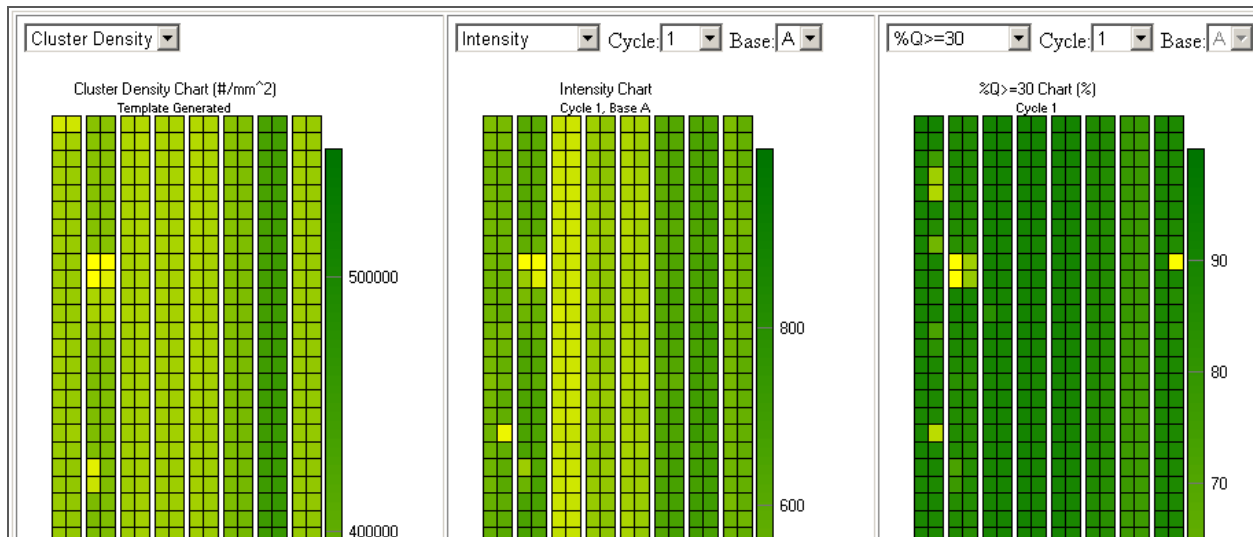 Cluster Density
Cluster Density Chart (#/mm^2)
Template Generated
500000
400000
Intensity Cycle: 1 Base: A
Intensity Chart
Cycle 1, Base A
800
600
%Q>=30 Cycle: 1 Base: A
%Q>=30 Chart (%)
Cycle 1
90
80
70